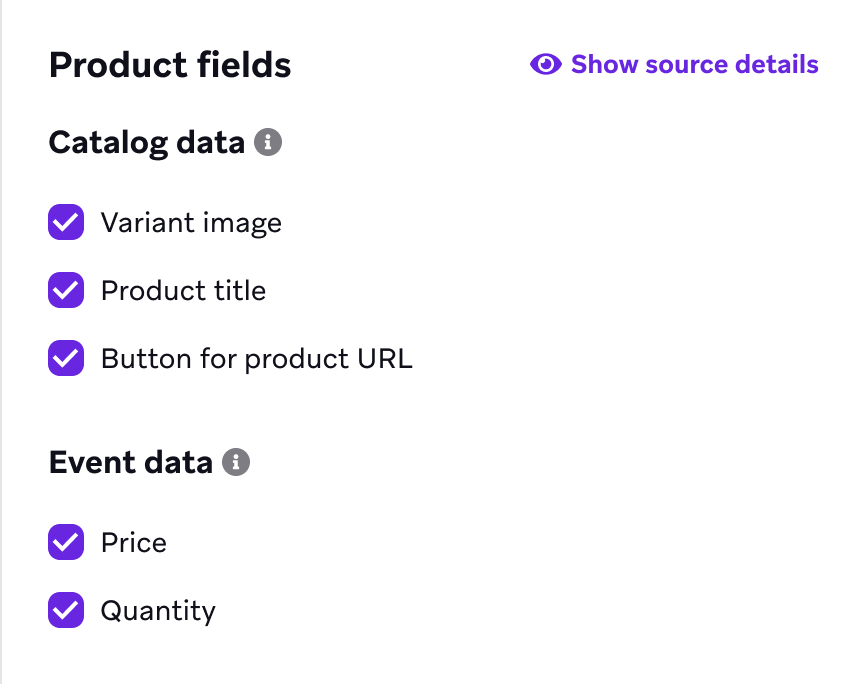 Product fields
Show source details
Catalog data
Variant image
Product title
Button for product URL
Event data
Price
Quantity